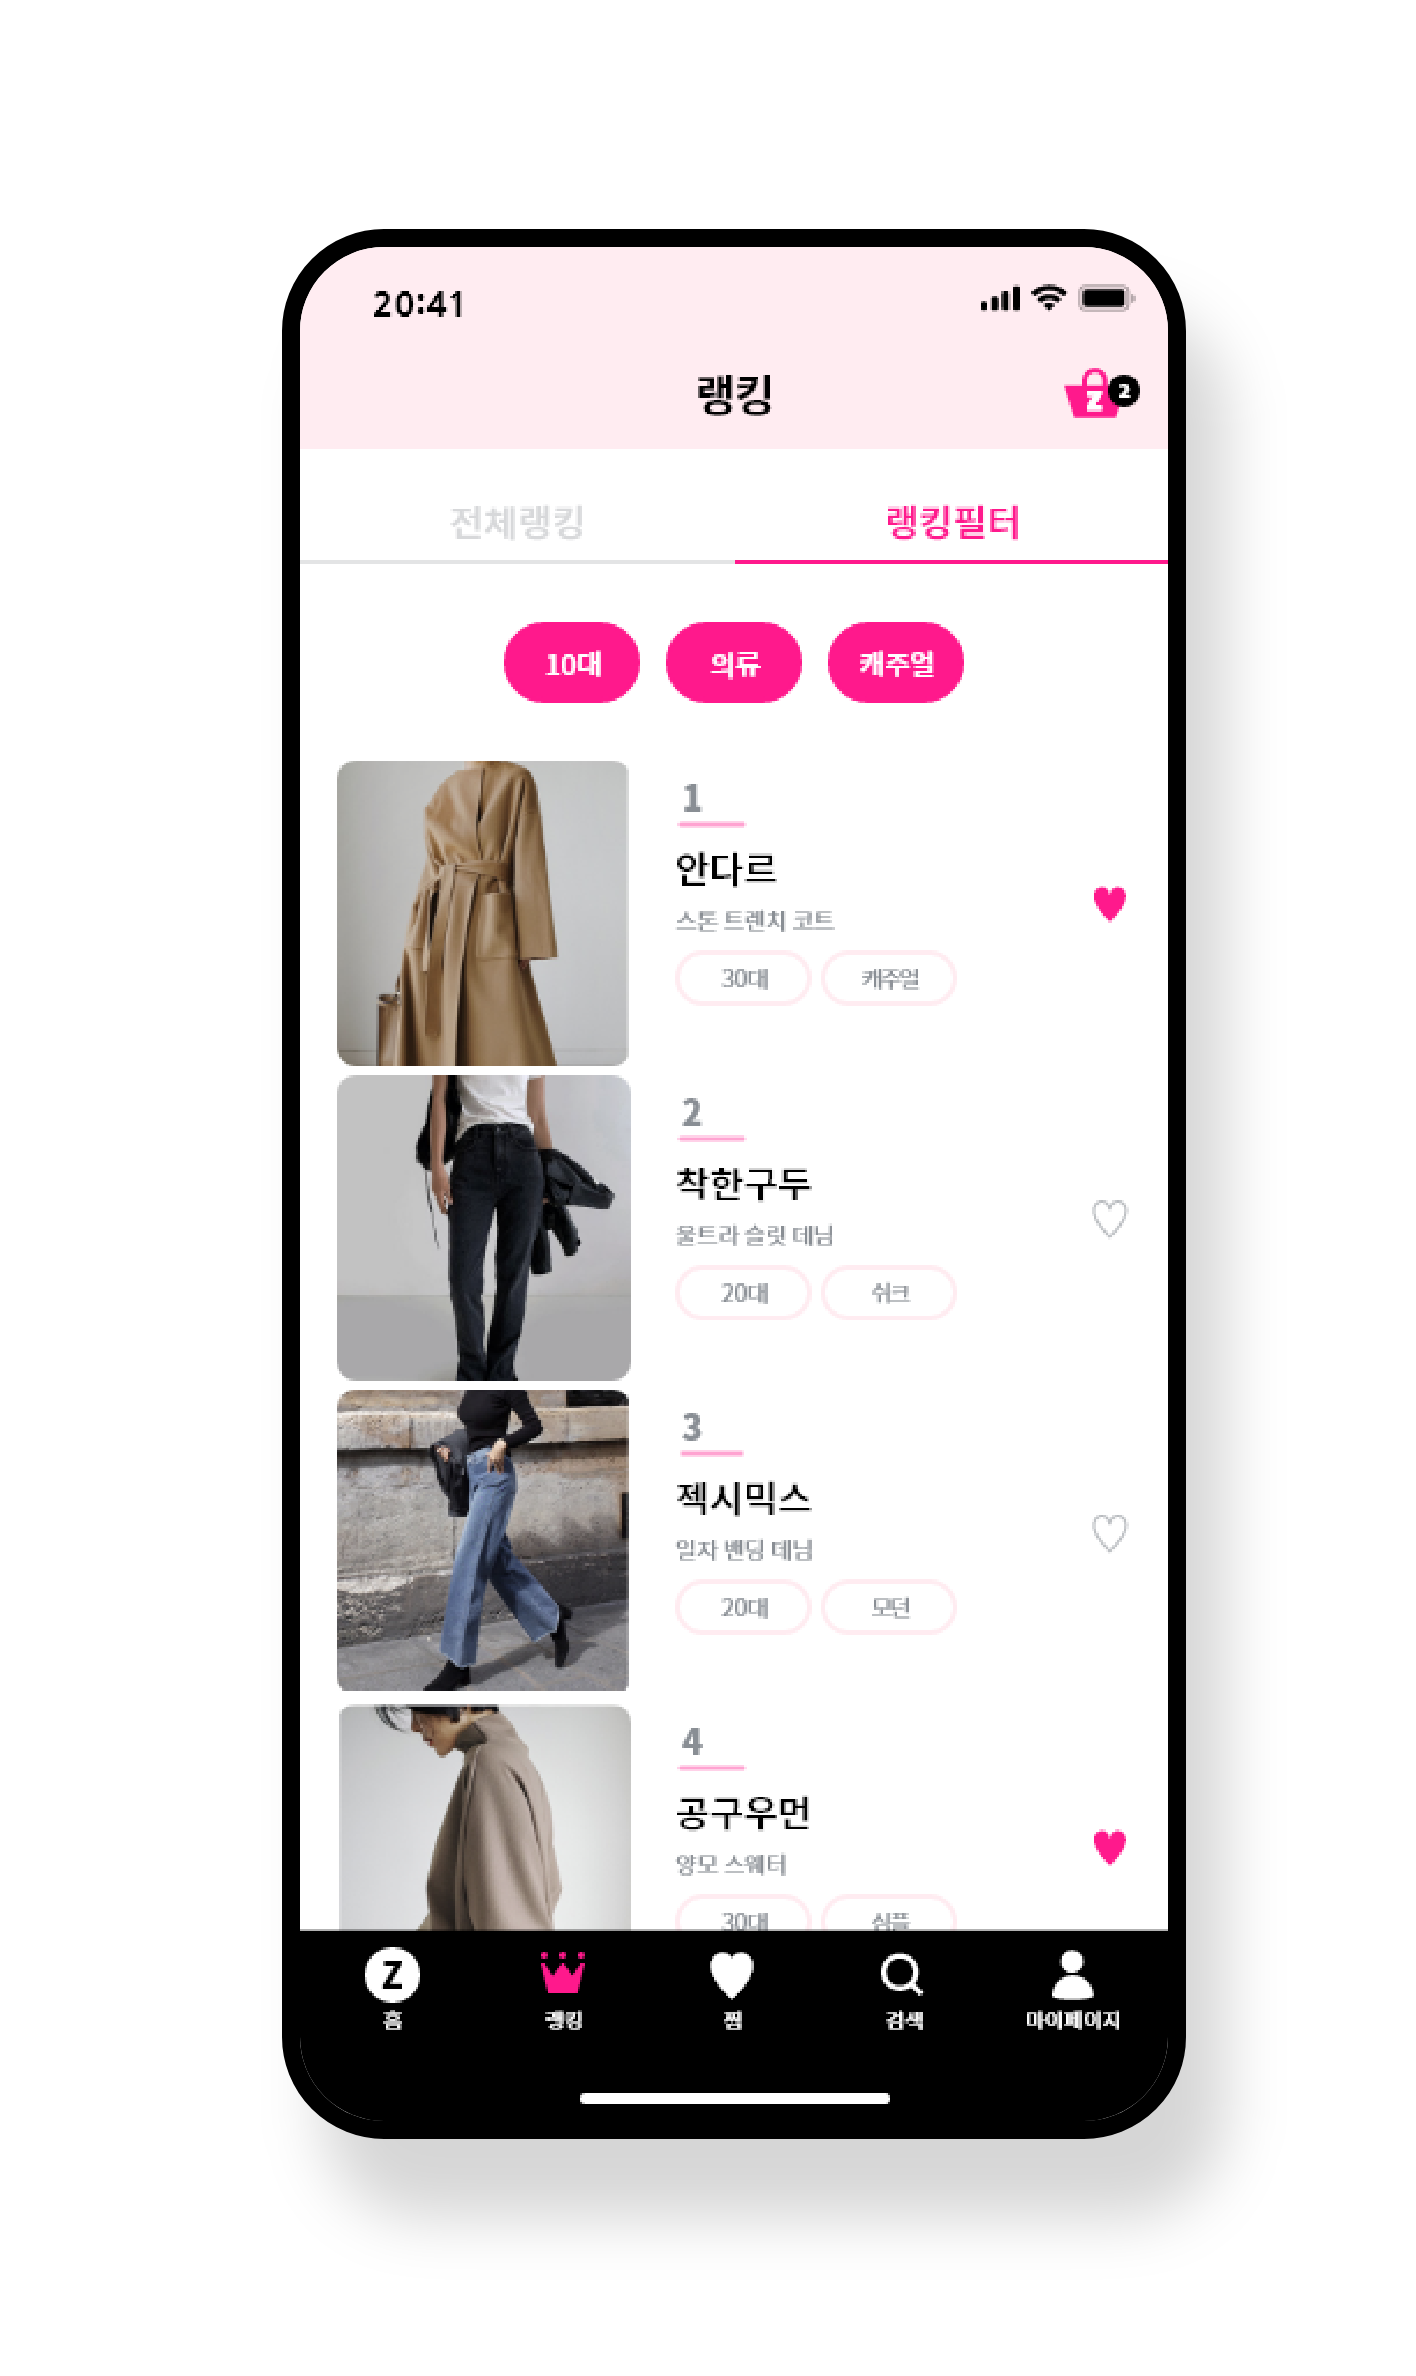 20:41
랭킹
Z 2
전체랭킹 랭킹필터
10대 의류 캐주얼
1
안다르
스톤 트렌치 코트
30대 캐주얼
2
착한구두
울트라 슬릿 데님
20대 쉬크
3
젝시믹스
일자 밴딩 데님
20대 모던
4
공구우먼
양모 스웨터
30대 심플
Z
홈 랭킹 찜 검색 마이페이지